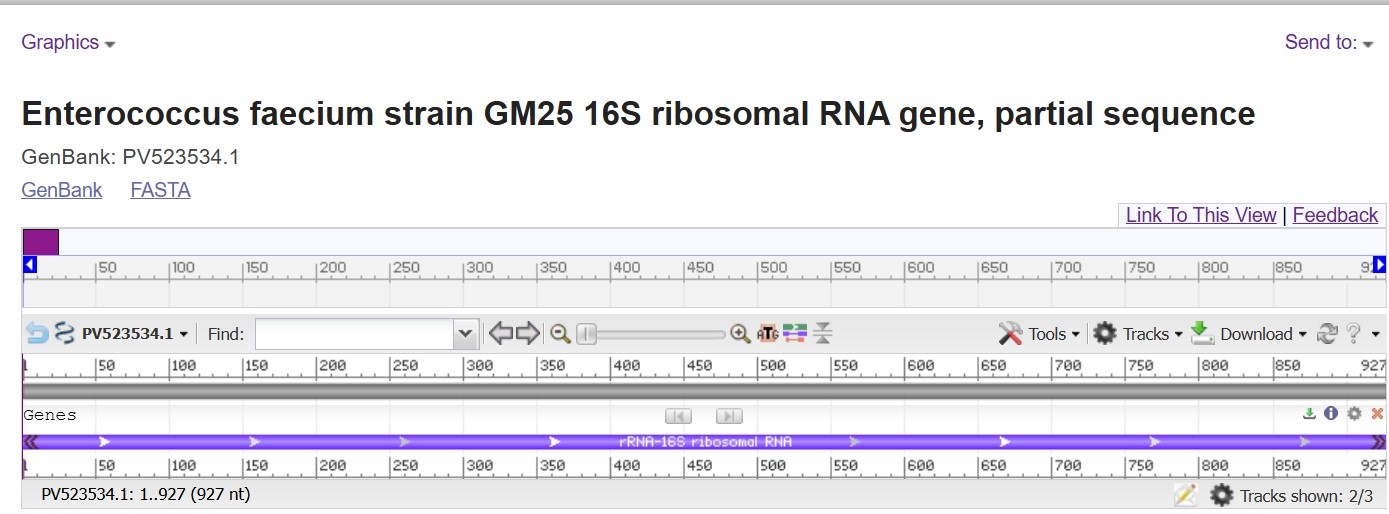 Graphics
Send to:
Enterococcus faecium strain GM25 16S ribosomal RNA gene, partial sequence
GenBank: PV523534.1
GenBank FASTA
Link To This View | Feedback
50 100 150 200 250 300 350 400 450 500 550 600 650 700 750 800 850
PV523534.1 Find: ATG Tools Tracks Download ?
1 50 100 150 200 250 300 350 400 450 500 550 600 650 700 750 800 850 927
Genes
rRNA-16S ribosomal RNA
1 50 100 150 200 250 300 350 400 450 500 550 600 650 700 750 800 850 927
PV523534.1: 1..927 (927 nt)
Tracks shown: 2/3